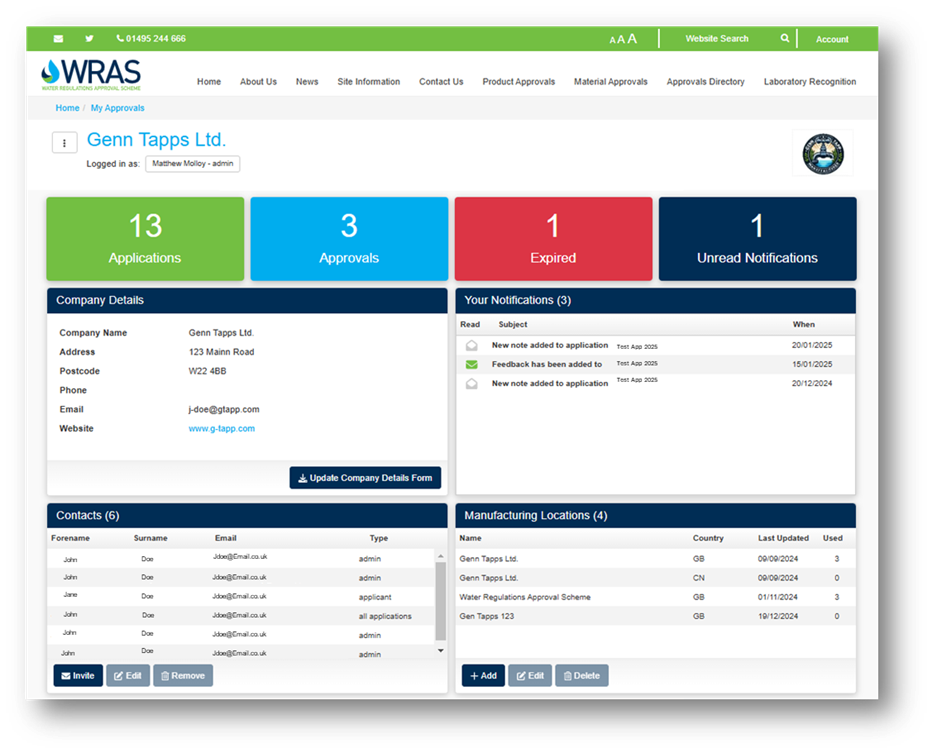 01495 244 666 A A A Website Search Account
WRAS
WATER REGULATIONS APPROVAL SCHEME
Home About Us News Site Information Contact Us Product Approvals Material Approvals Approvals Directory Laboratory Recognition
Home / My Approvals
Genn Tapps Ltd.
Logged in as: Matthew Molloy - admin
13 3 1 1
Applications Approvals Expired Unread Notifications
Company Details
Company Name Genn Tapps Ltd.
Address 123 Mainn Road
Postcode W22 4BB
Phone
Email j-doe@gtapp.com
Website www.g-tapp.com
Update Company Details Form
Your Notifications (3)
Read Subject When
New note added to application Test App 2025 20/01/2025
Feedback has been added to Test App 2025 15/01/2025
New note added to application Test App 2025 20/12/2024
Contacts (6)
Forename Surname Email Type
John Doe Jdoe@Email.co.uk admin
John Doe Jdoe@Email.co.uk admin
Jane Doe Jdoe@Email.co.uk applicant
John Doe Jdoe@Email.co.uk all applications
John Doe Jdoe@Email.co.uk admin
John Doe Jdoe@Email.co.uk admin
Invite Edit Remove
Manufacturing Locations (4)
Name Country Last Updated Used
Genn Tapps Ltd. GB 09/09/2024 3
Genn Tapps Ltd. CN 09/09/2024 0
Water Regulations Approval Scheme GB 01/11/2024 3
Gen Tapps 123 GB 19/12/2024 0
Add Edit Delete